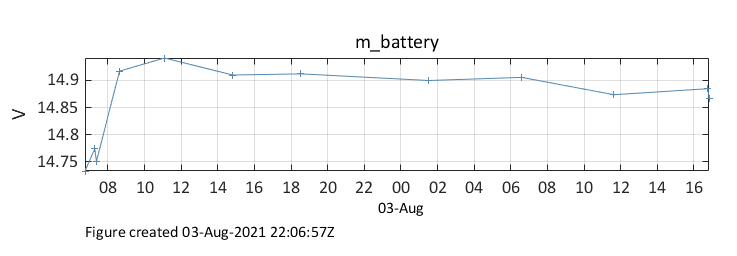 m_battery
14.9
14.85
14.8
14.75
V
08 10 12 14 16 18 20 22 00 02 04 06 08 10 12 14 16
03-Aug
Figure created 03-Aug-2021 22:06:57Z